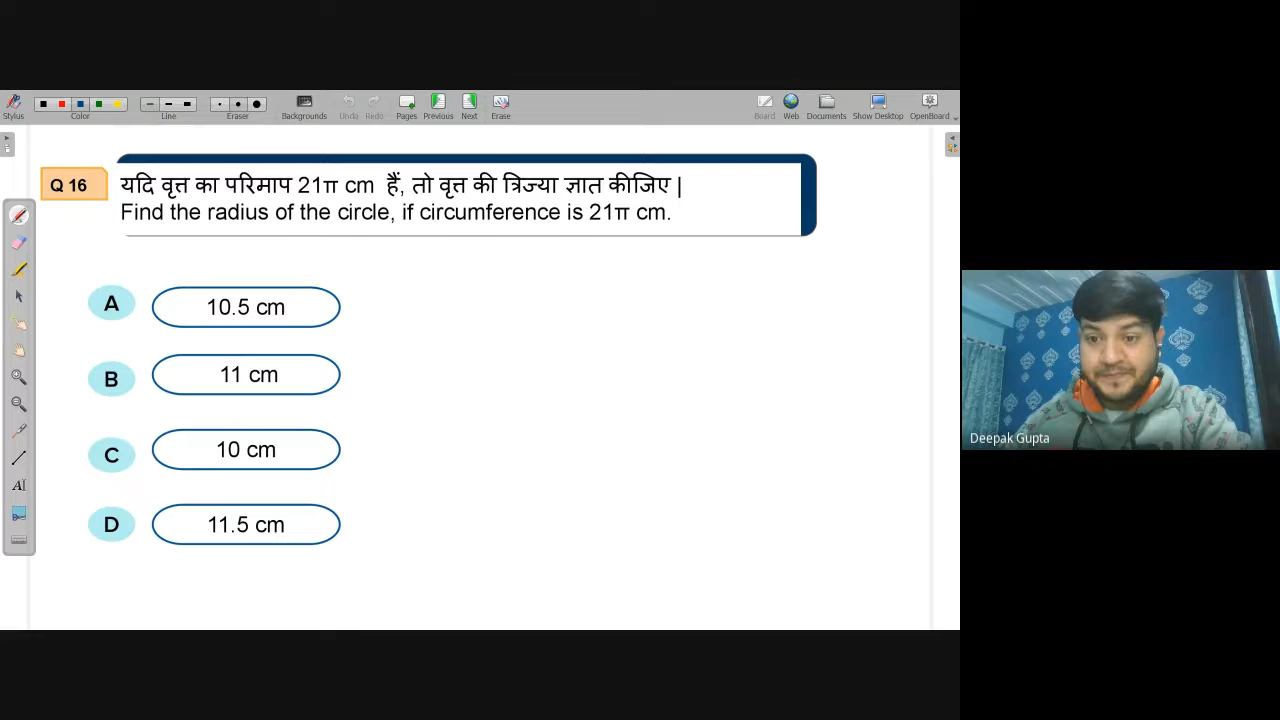 Stylus
Color
Line
Eraser
Backgrounds
Undo
Redo
Pages
Previous
Next
Erase
Board
Web
Documents
Show Desktop
OpenBoard
Q 16
यदि वृत्त का परिमाप 21π cm हैं, तो वृत्त की त्रिज्या ज्ञात कीजिए |
Find the radius of the circle, if circumference is 21π cm.
A
10.5 cm
B
11 cm
C
10 cm
D
11.5 cm
Deepak Gupta